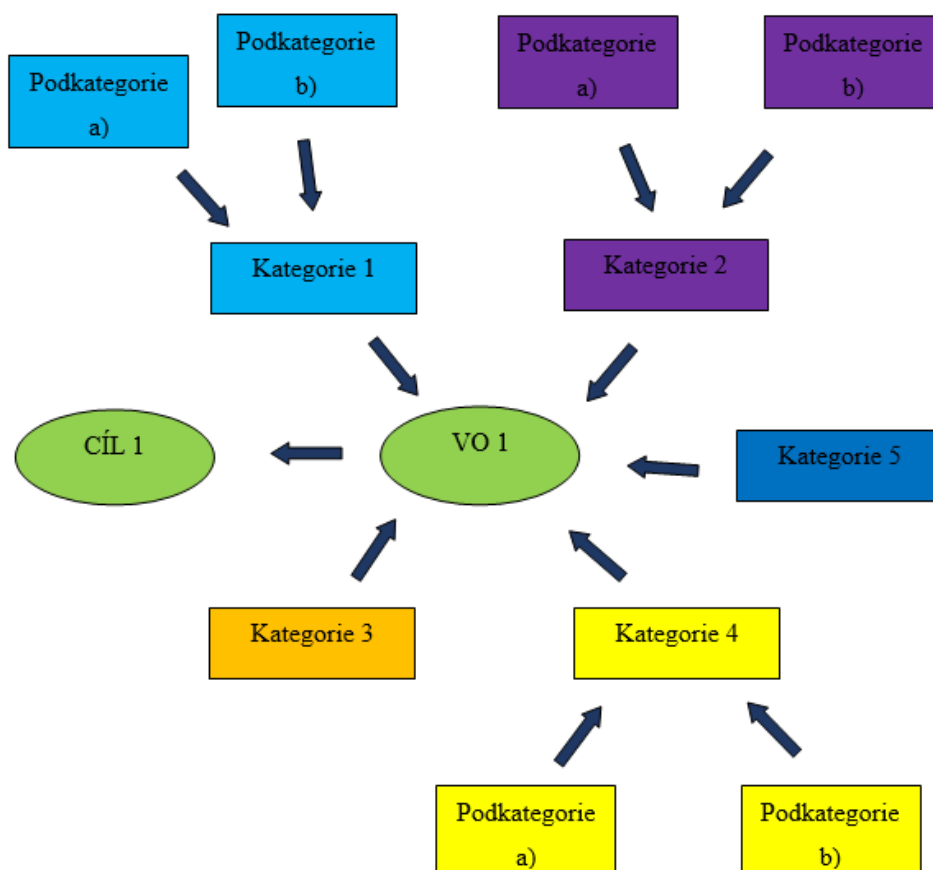 Podkategorie
a)
Podkategorie
b)
Podkategorie
a)
Podkategorie
b)
Kategorie 1
Kategorie 2
CÍL 1
VO 1
Kategorie 5
Kategorie 3
Kategorie 4
Podkategorie
a)
Podkategorie
b)